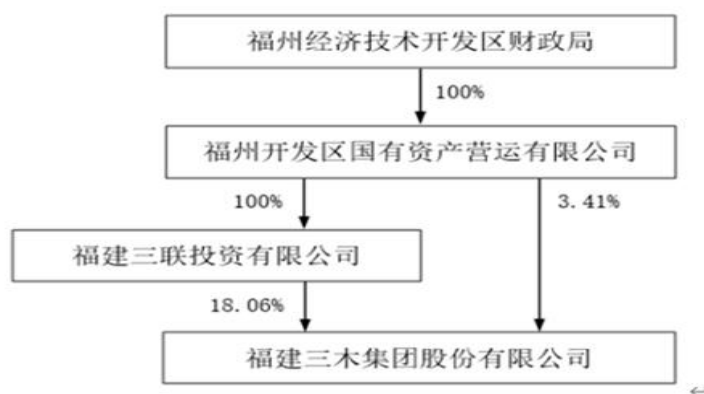 福州经济技术开发区财政局
100%
福州开发区国有资产营运有限公司
100%
3.41%
福建三联投资有限公司
18.06%
福建三木集团股份有限公司